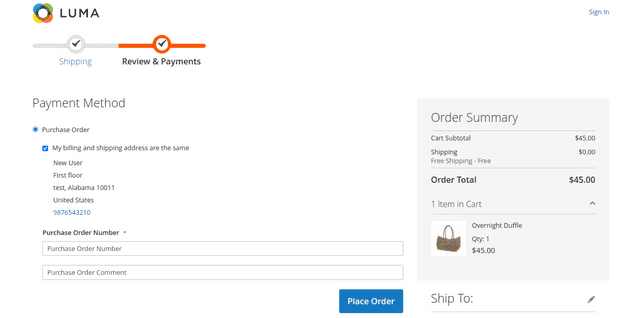 LUMA
Sign In
Shipping
Review & Payments
Payment Method
Purchase Order
My billing and shipping address are the same
New User
First floor
test, Alabama 10011
United States
9876543210
Purchase Order Number *
Purchase Order Number
Purchase Order Comment
Place Order
Order Summary
Cart Subtotal $45.00
Shipping $0.00
Free Shipping - Free
Order Total $45.00
1 Item in Cart
Overnight Duffle
Qty: 1
$45.00
Ship To: